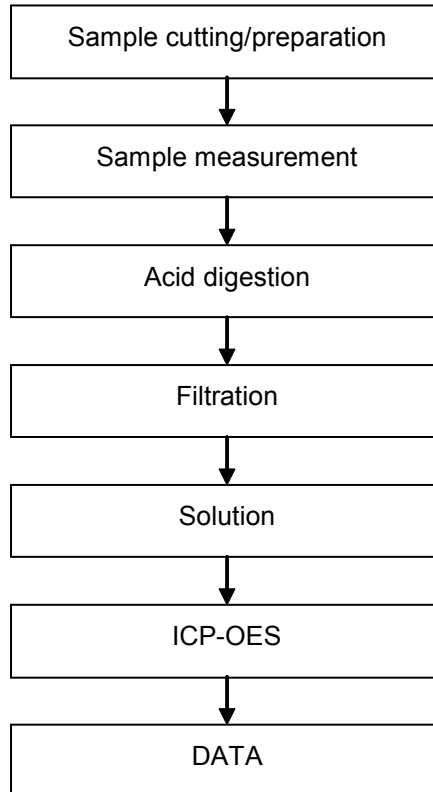 Sample cutting/preparation
Sample measurement
Acid digestion
Filtration
Solution
ICP-OES
DATA